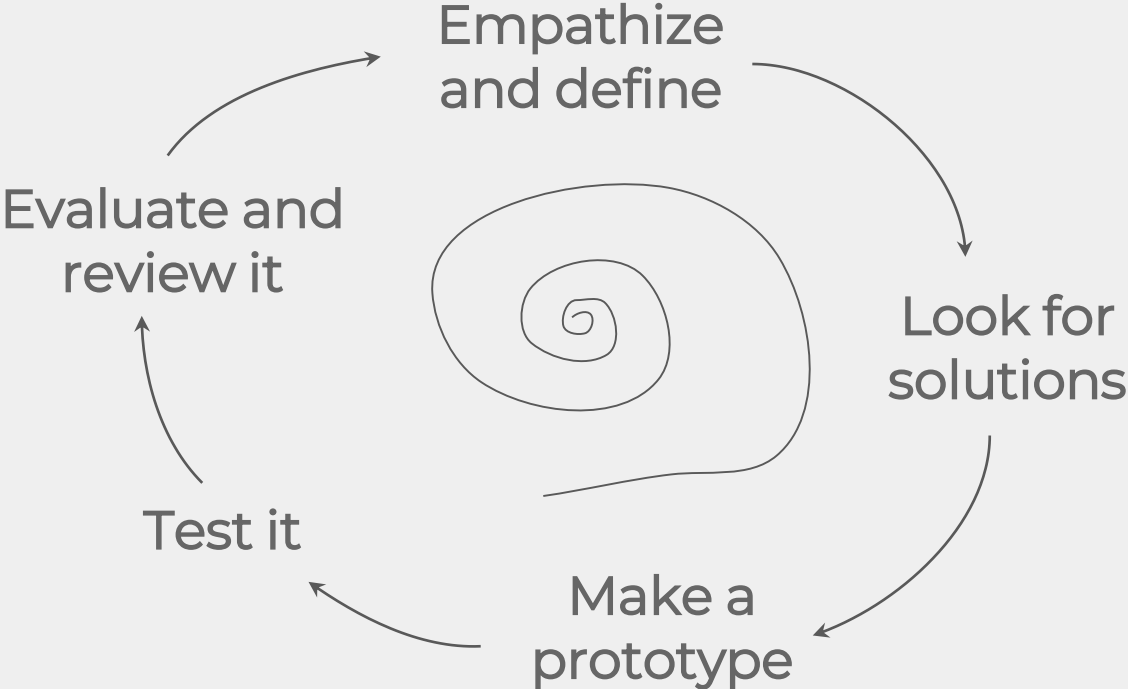 Empathize
and define
Look for
solutions
Make a
prototype
Test it
Evaluate and
review it